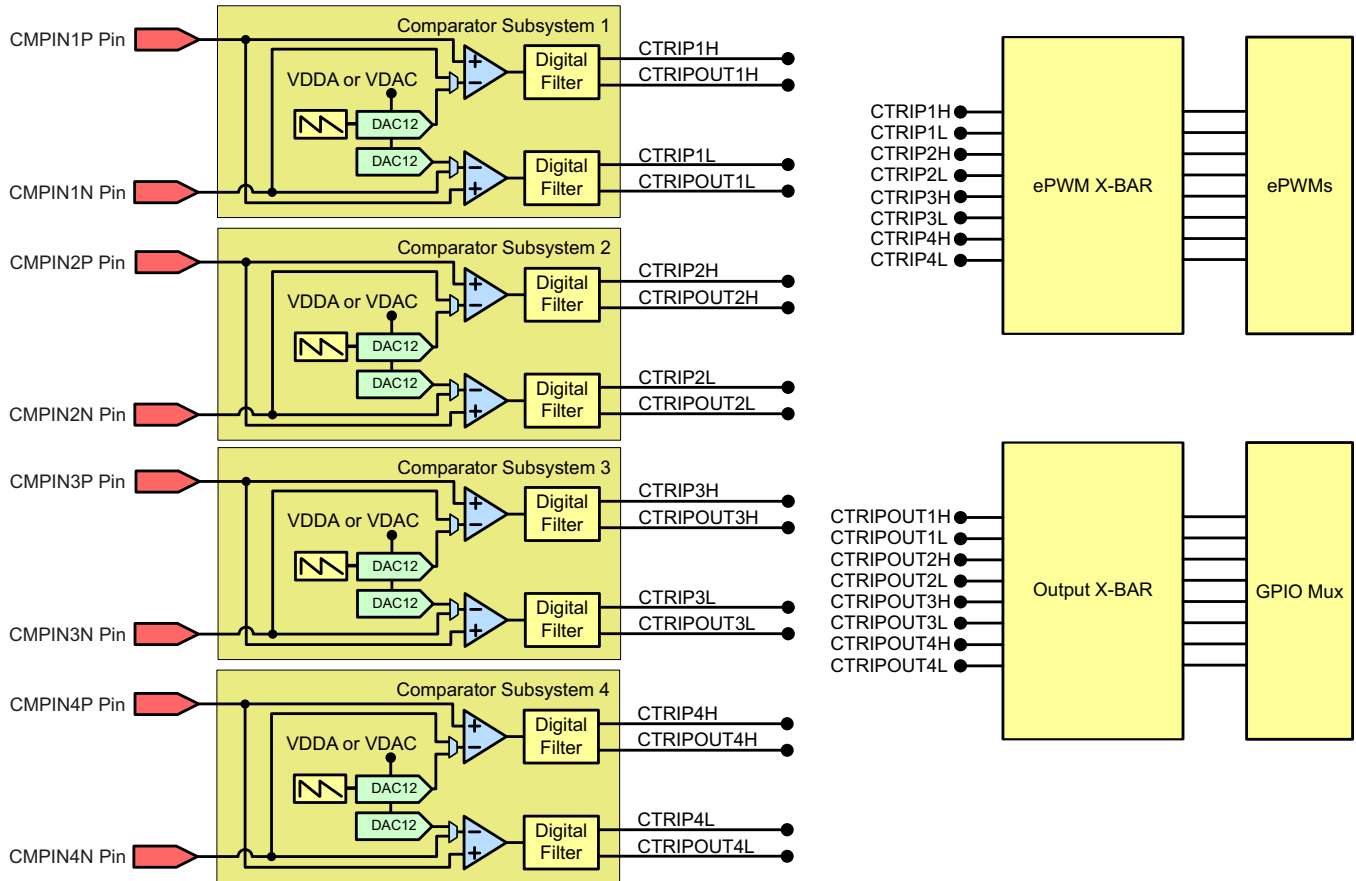 Comparator Subsystem 1
CMPIN1P Pin
VDDA or VDAC
DAC12
DAC12
Digital
Filter
CTRIP1H
CTRIPOUT1H
Digital
Filter
CTRIP1L
CTRIPOUT1L
CMPIN1N Pin
Comparator Subsystem 2
CMPIN2P Pin
VDDA or VDAC
DAC12
DAC12
Digital
Filter
CTRIP2H
CTRIPOUT2H
Digital
Filter
CTRIP2L
CTRIPOUT2L
CMPIN2N Pin
Comparator Subsystem 3
CMPIN3P Pin
VDDA or VDAC
DAC12
DAC12
Digital
Filter
CTRIP3H
CTRIPOUT3H
Digital
Filter
CTRIP3L
CTRIPOUT3L
CMPIN3N Pin
Comparator Subsystem 4
CMPIN4P Pin
VDDA or VDAC
DAC12
DAC12
Digital
Filter
CTRIP4H
CTRIPOUT4H
Digital
Filter
CTRIP4L
CTRIPOUT4L
CMPIN4N Pin
CTRIP1H
CTRIP1L
CTRIP2H
CTRIP2L
CTRIP3H
CTRIP3L
CTRIP4H
CTRIP4L
ePWM X-BAR
ePWMs
CTRIPOUT1H
CTRIPOUT1L
CTRIPOUT2H
CTRIPOUT2L
CTRIPOUT3H
CTRIPOUT3L
CTRIPOUT4H
CTRIPOUT4L
Output X-BAR
GPIO Mux